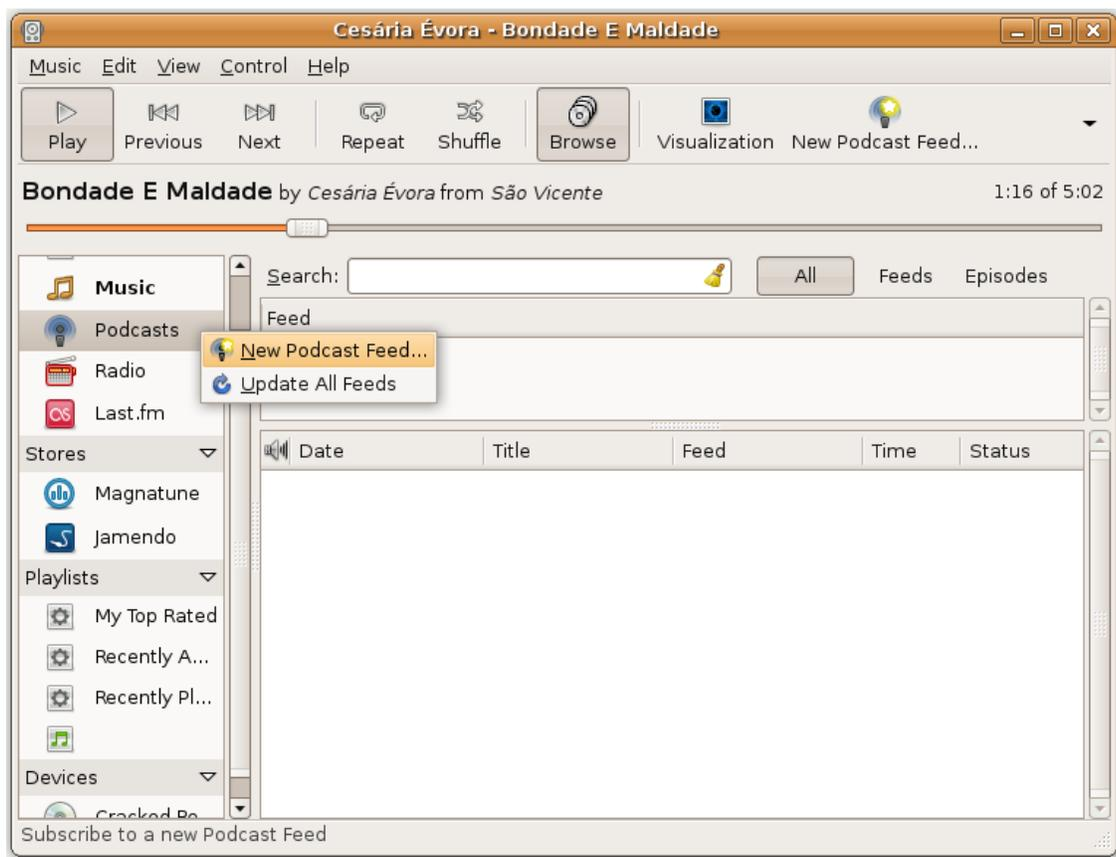 Cesária Évora - Bondade E Maldade
Music Edit View Control Help
Play Previous Next Repeat Shuffle Browse Visualization New Podcast Feed...
Bondade E Maldade by Cesária Évora from São Vicente 1:16 of 5:02
Search: All Feeds Episodes
Music
Podcasts
Radio
Last.fm
Stores
Magnatune
Jamendo
Playlists
My Top Rated
Recently A...
Recently Pl...
Devices
Cracked
New Podcast Feed...
Update All Feeds
Feed
Date Title Feed Time Status
Subscribe to a new Podcast Feed